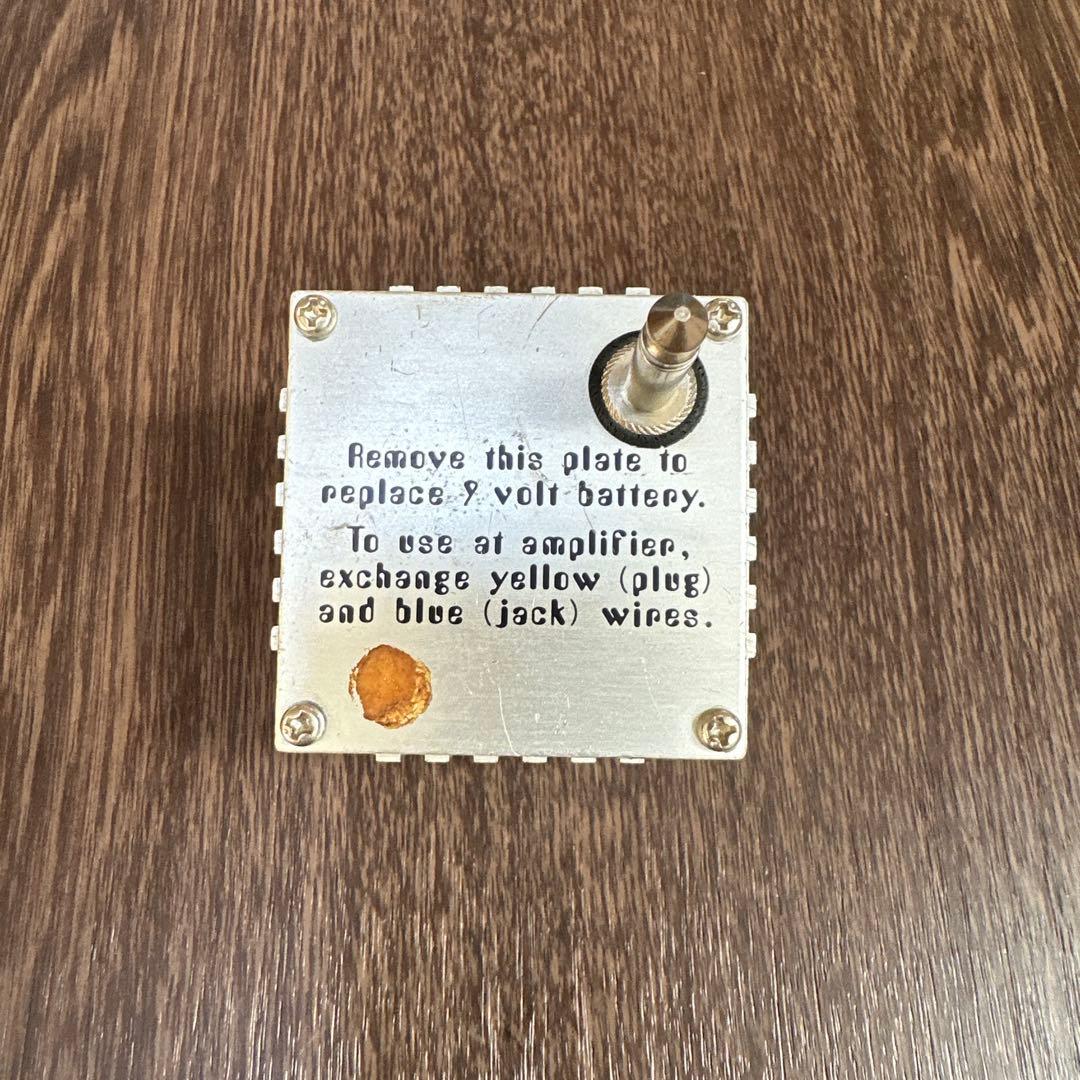 Remove this plate to
replace 9 volt battery.
To use at amplifier,
exchange yellow (plug)
and blue (jack) wires.